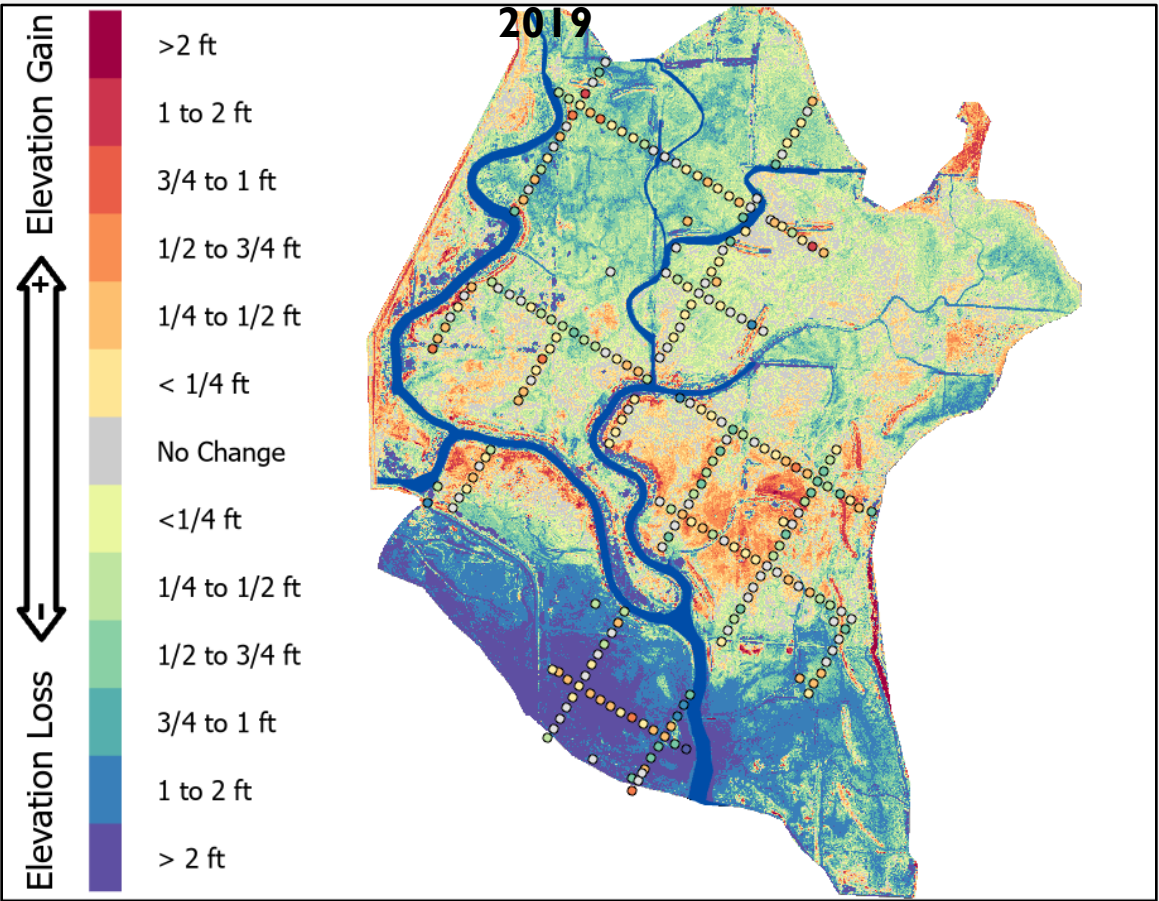 2019
Elevation Gain
+
−
Elevation Loss
>2 ft
1 to 2 ft
3/4 to 1 ft
1/2 to 3/4 ft
1/4 to 1/2 ft
< 1/4 ft
No Change
<1/4 ft
1/4 to 1/2 ft
1/2 to 3/4 ft
3/4 to 1 ft
1 to 2 ft
> 2 ft